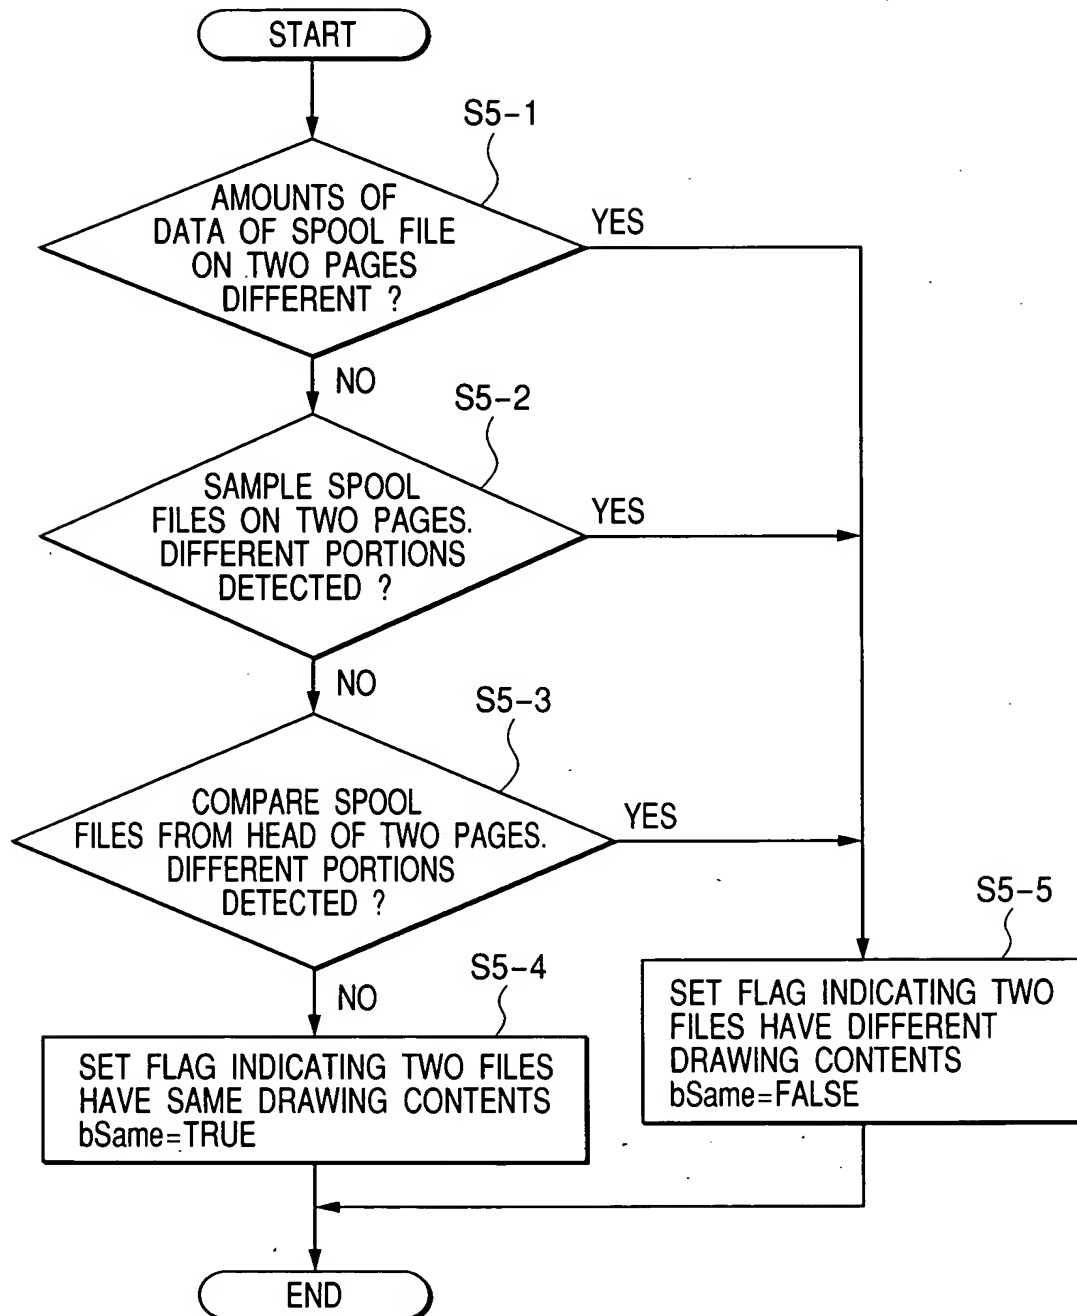 START
S5-1
AMOUNTS OF
DATA OF SPOOL FILE
ON TWO PAGES
DIFFERENT ?
YES
NO
S5-2
SAMPLE SPOOL
FILES ON TWO PAGES.
DIFFERENT PORTIONS
DETECTED ?
YES
NO
S5-3
COMPARE SPOOL
FILES FROM HEAD OF TWO PAGES.
DIFFERENT PORTIONS
DETECTED ?
YES
NO
S5-4
SET FLAG INDICATING TWO FILES
HAVE SAME DRAWING CONTENTS
bSame=TRUE
S5-5
SET FLAG INDICATING TWO
FILES HAVE DIFFERENT
DRAWING CONTENTS
bSame=FALSE
END